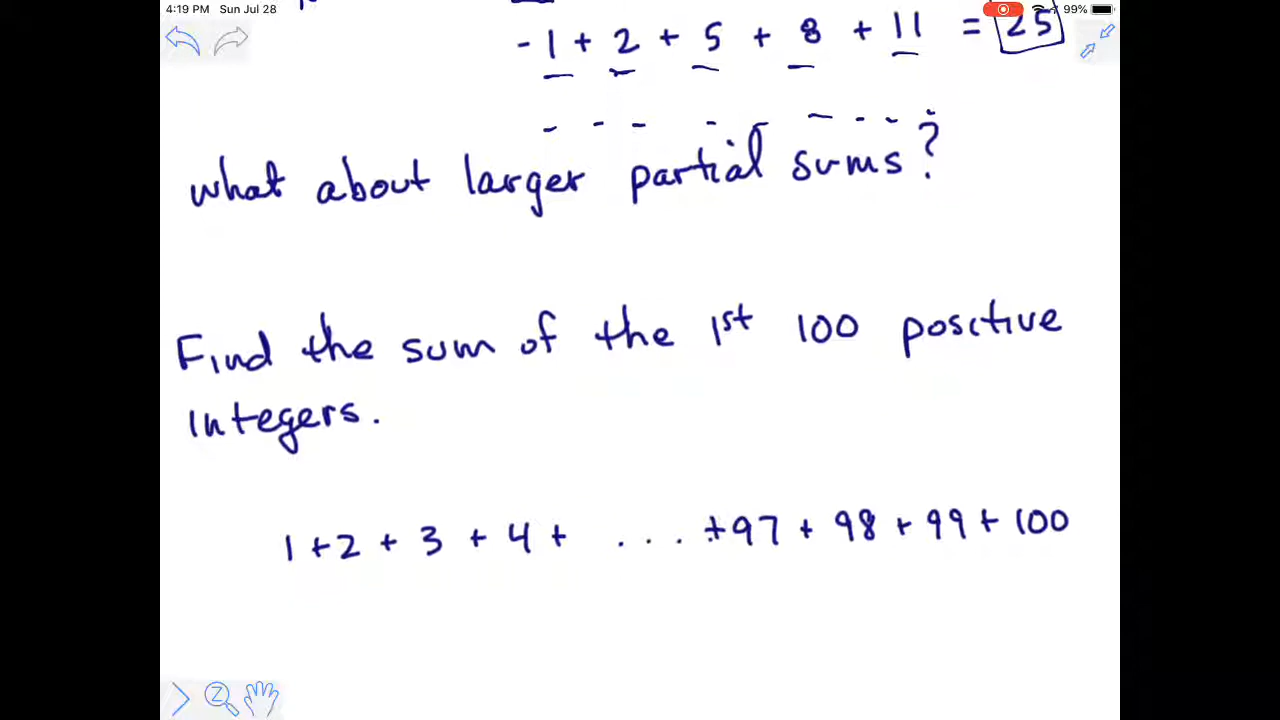 4:19 PM Sun Jul 28
99%
-1 + 2 + 5 + 8 + 11 = 25
what about larger partial sums?
Find the sum of the 1st 100 positive
integers.
1 + 2 + 3 + 4 + . . . + 97 + 98 + 99 + 100
Z